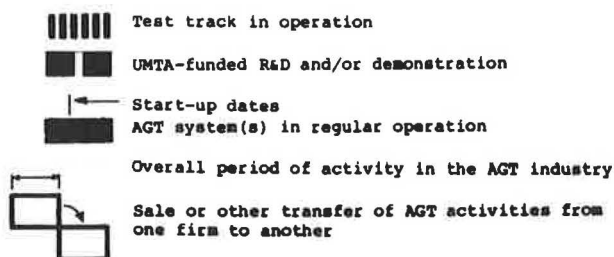 Test track in operation
UMTA-funded R&D and/or demonstration
Start-up dates
AGT system(s) in regular operation
Overall period of activity in the AGT industry
Sale or other transfer of AGT activities from
one firm to another